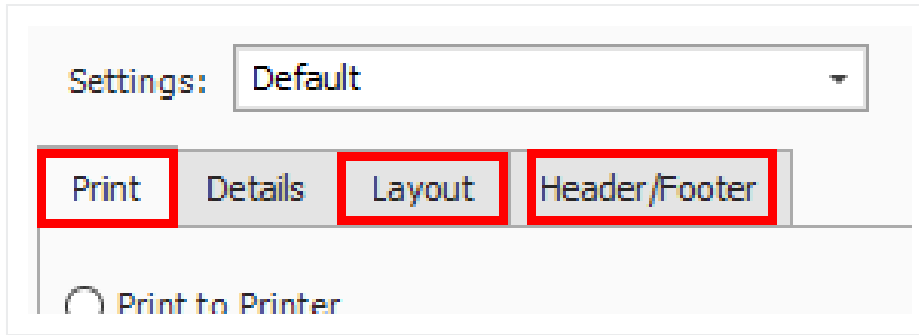 Settings: Default
Print Details Layout Header/Footer
Print to Printer